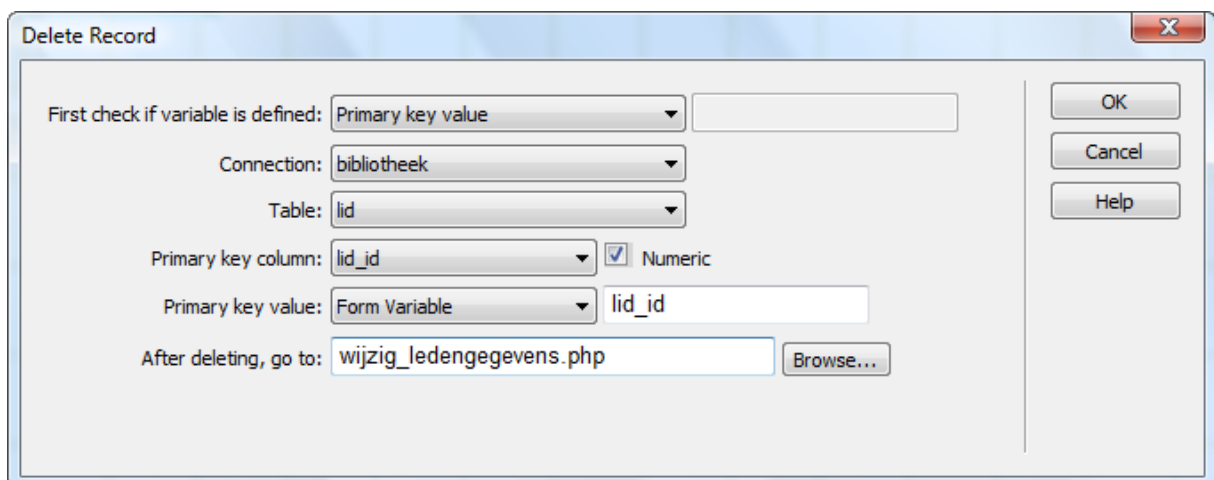 Delete Record
First check if variable is defined: Primary key value
OK
Connection: bibliotheek
Cancel
Table: lid
Help
Primary key column: lid_id Numeric
Primary key value: Form Variable lid_id
After deleting, go to: wijzig_ledengegevens.php Browse...